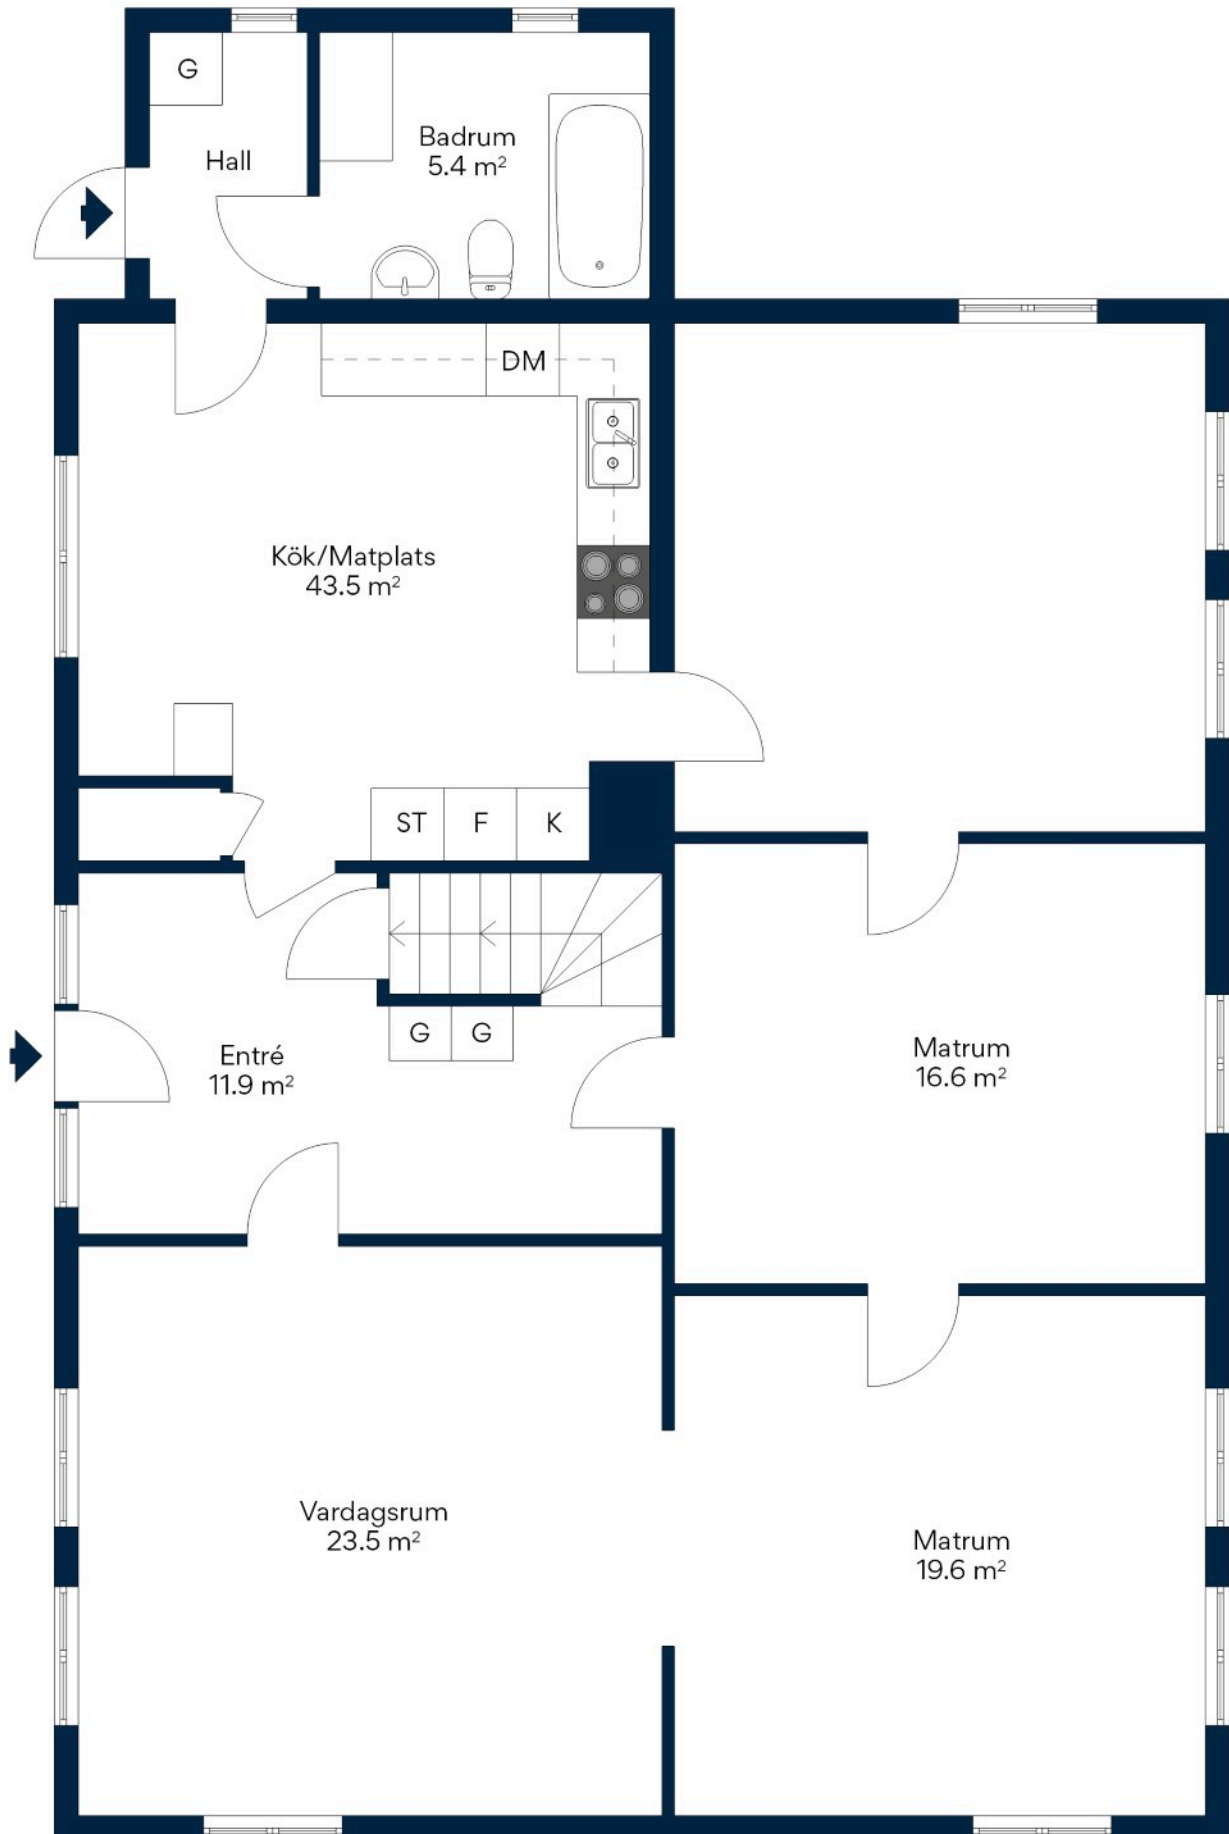 G
Hall
Badrum
5.4 m²
DM
Kök/Matplats
43.5 m²
ST
F
K
G
G
Entré
11.9 m²
Matrum
16.6 m²
Vardagsrum
23.5 m²
Matrum
19.6 m²